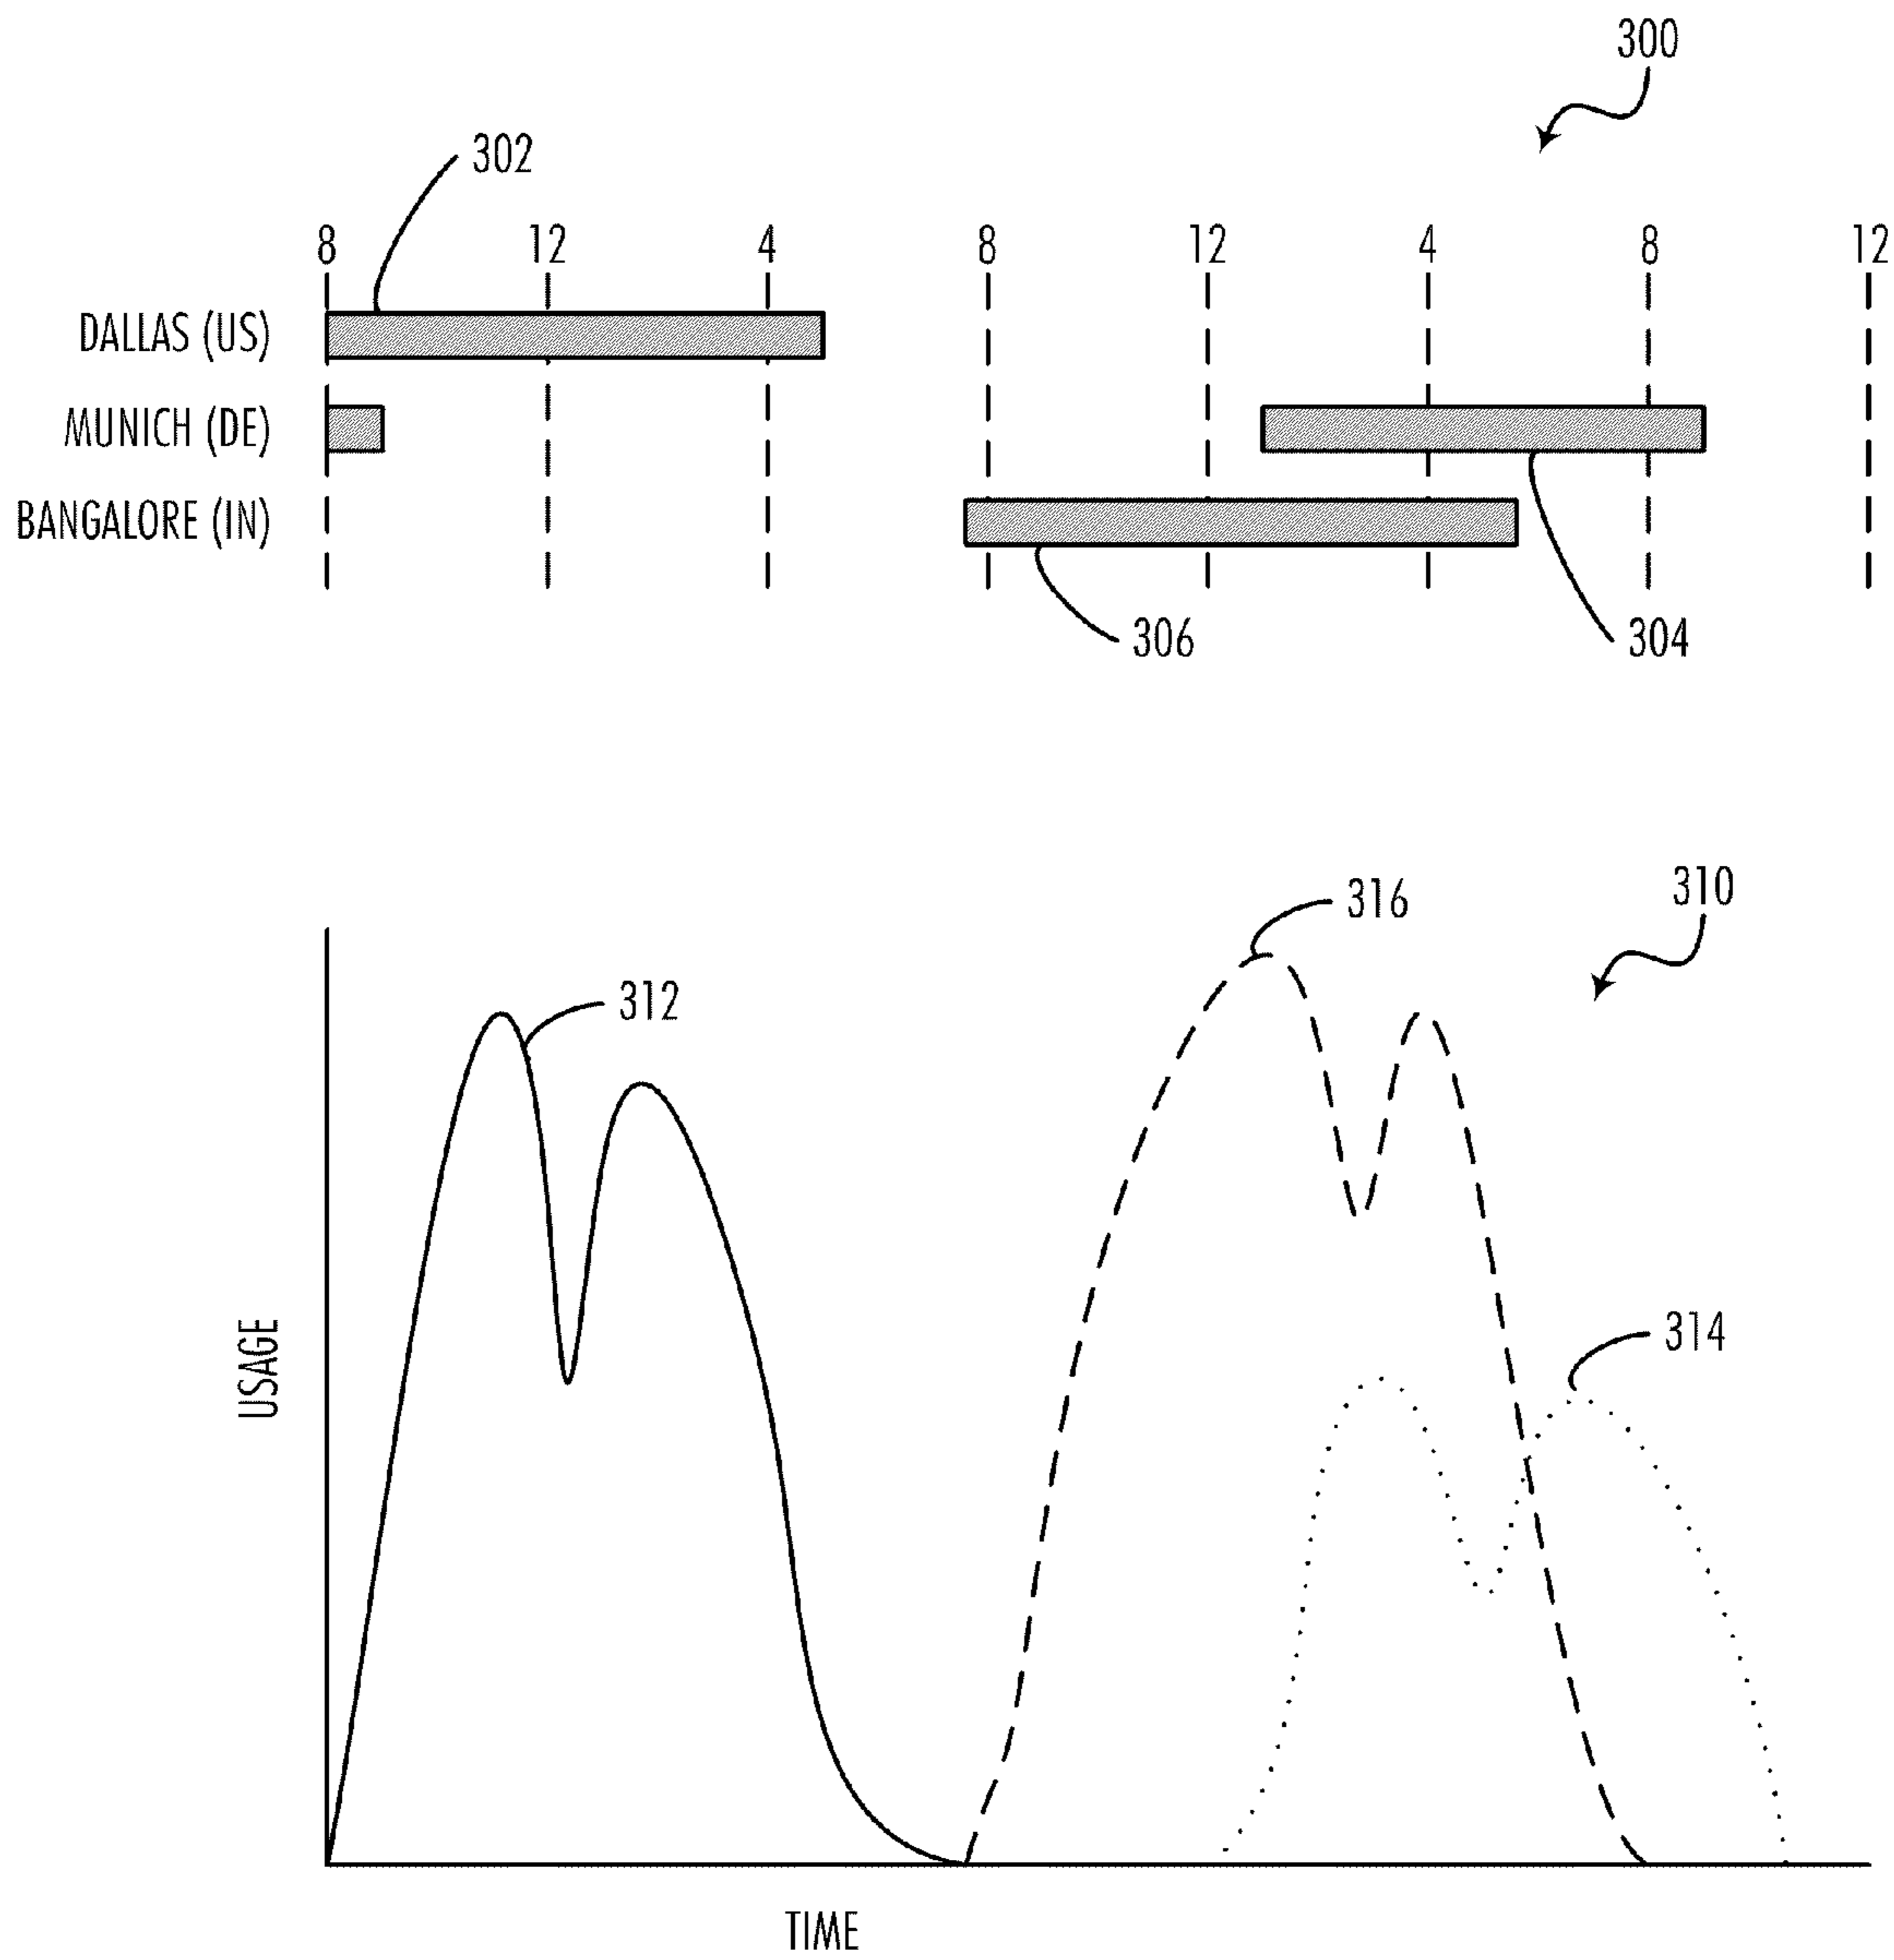 300
302
8 12 4 8 12 4 8 12
DALLAS (US)
MUNICH (DE)
BANGALORE (IN)
306
304
316
310
312
314
USAGE
TIME